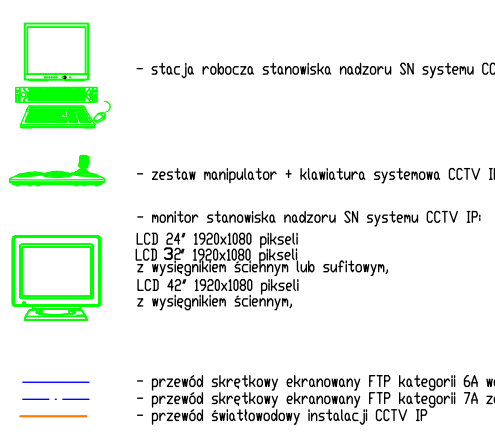 - stacja robocza stanowiska nadzoru SN systemu
- zestaw manipulator + klawiatura systemowa CCTV
- monitor stanowiska nadzoru SN systemu CCTV IP:
LCD 24" 1920x1080 pikseli
LCD 32" 1920x1080 pikseli
z wysięgnikiem ściennym lub sufitowym,
LCD 42" 1920x1080 pikseli
z wysięgnikiem ściennym,
- przewód skrętkowy ekranowany FTP kategorii 6A
- przewód skrętkowy ekranowany FTP kategorii 7A
- przewód światłowodowy instalacji CCTV IP